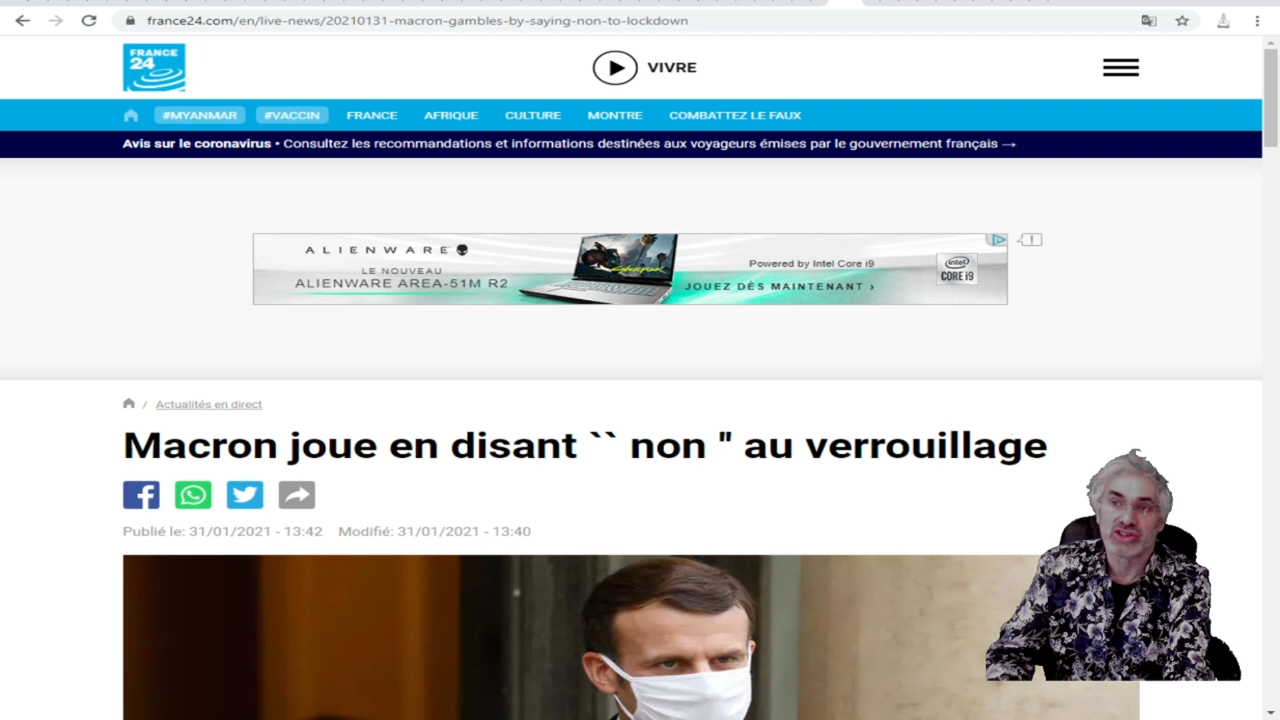 france24.com/en/live-news/20210131-macron-gambles-by-saying-non-to-lockdown
FRANCE
24
VIVRE
#MYANMAR #VACCIN FRANCE AFRIQUE CULTURE MONTRE COMBATTEZ LE FAUX
Avis sur le coronavirus • Consultez les recommandations et informations destinées aux voyageurs émises par le gouvernement français →
ALIENWARE
LE NOUVEAU
ALIENWARE AREA-51M R2
Powered by Intel Core i9
JOUEZ DÈS MAINTENANT ›
intel
CORE i9
/ Actualités en direct
Macron joue en disant `` non '' au verrouillage
Publié le: 31/01/2021 - 13:42 Modifié: 31/01/2021 - 13:40